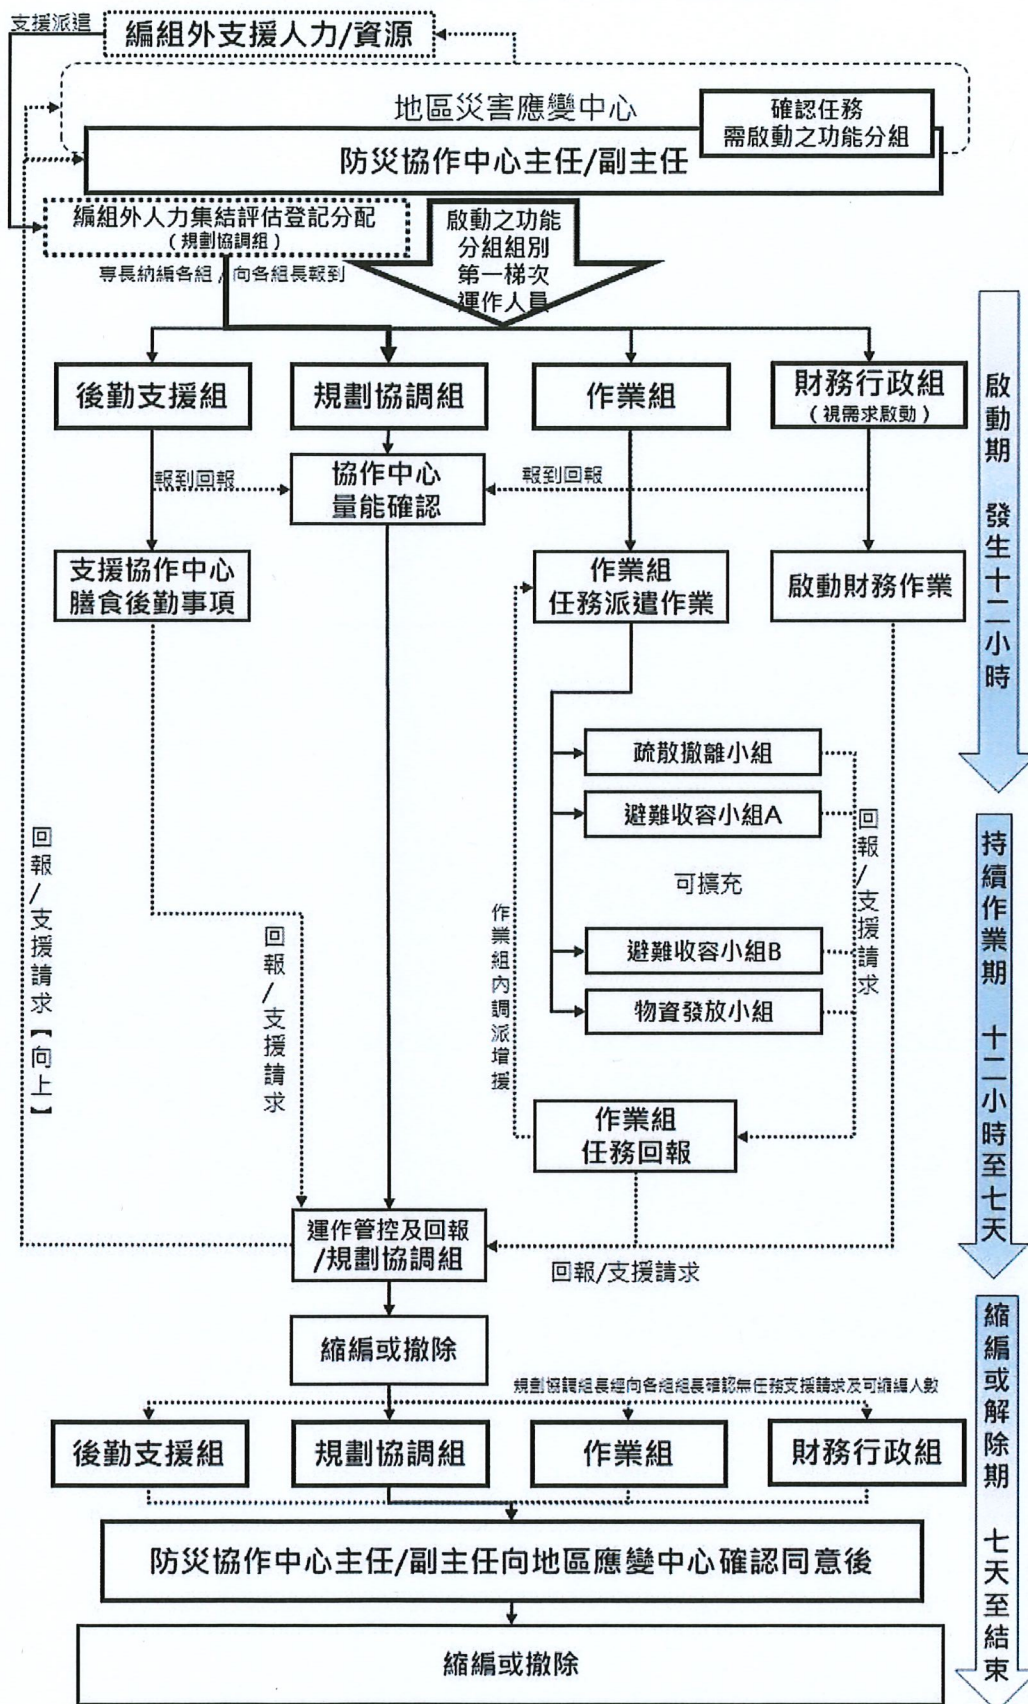 支援派遣
編組外支援人力/資源
地區災害應變中心
確認任務
需啟動之功能分組
防災協作中心主任/副主任
編組外人力集結評估登記分配
(規劃協調組)
專長納編各組 / 向各組長報到
啟動之功能
分組組別
第一梯次
運作人員
後勤支援組
規劃協調組
作業組
財務行政組
(視需求啟動)
協作中心
量能確認
報到回報
報到回報
支援協作中心
膳食後勤事項
作業組
任務派遣作業
啟動財務作業
疏散撤離小組
避難收容小組A
可擴充
避難收容小組B
物資發放小組
回報/支援請求
作業組內調派增援
回報/支援請求【向上】
回報/支援請求
作業組
任務回報
運作管控及回報
/規劃協調組
回報/支援請求
縮編或撤除
規劃協調組長經向各組組長確認無任務支援請求及可縮編人數
後勤支援組
規劃協調組
作業組
財務行政組
防災協作中心主任/副主任向地區應變中心確認同意後
縮編或撤除
啟動期 發生十二小時
持續作業期 十二小時至七天
縮編或解除期 七天至結束